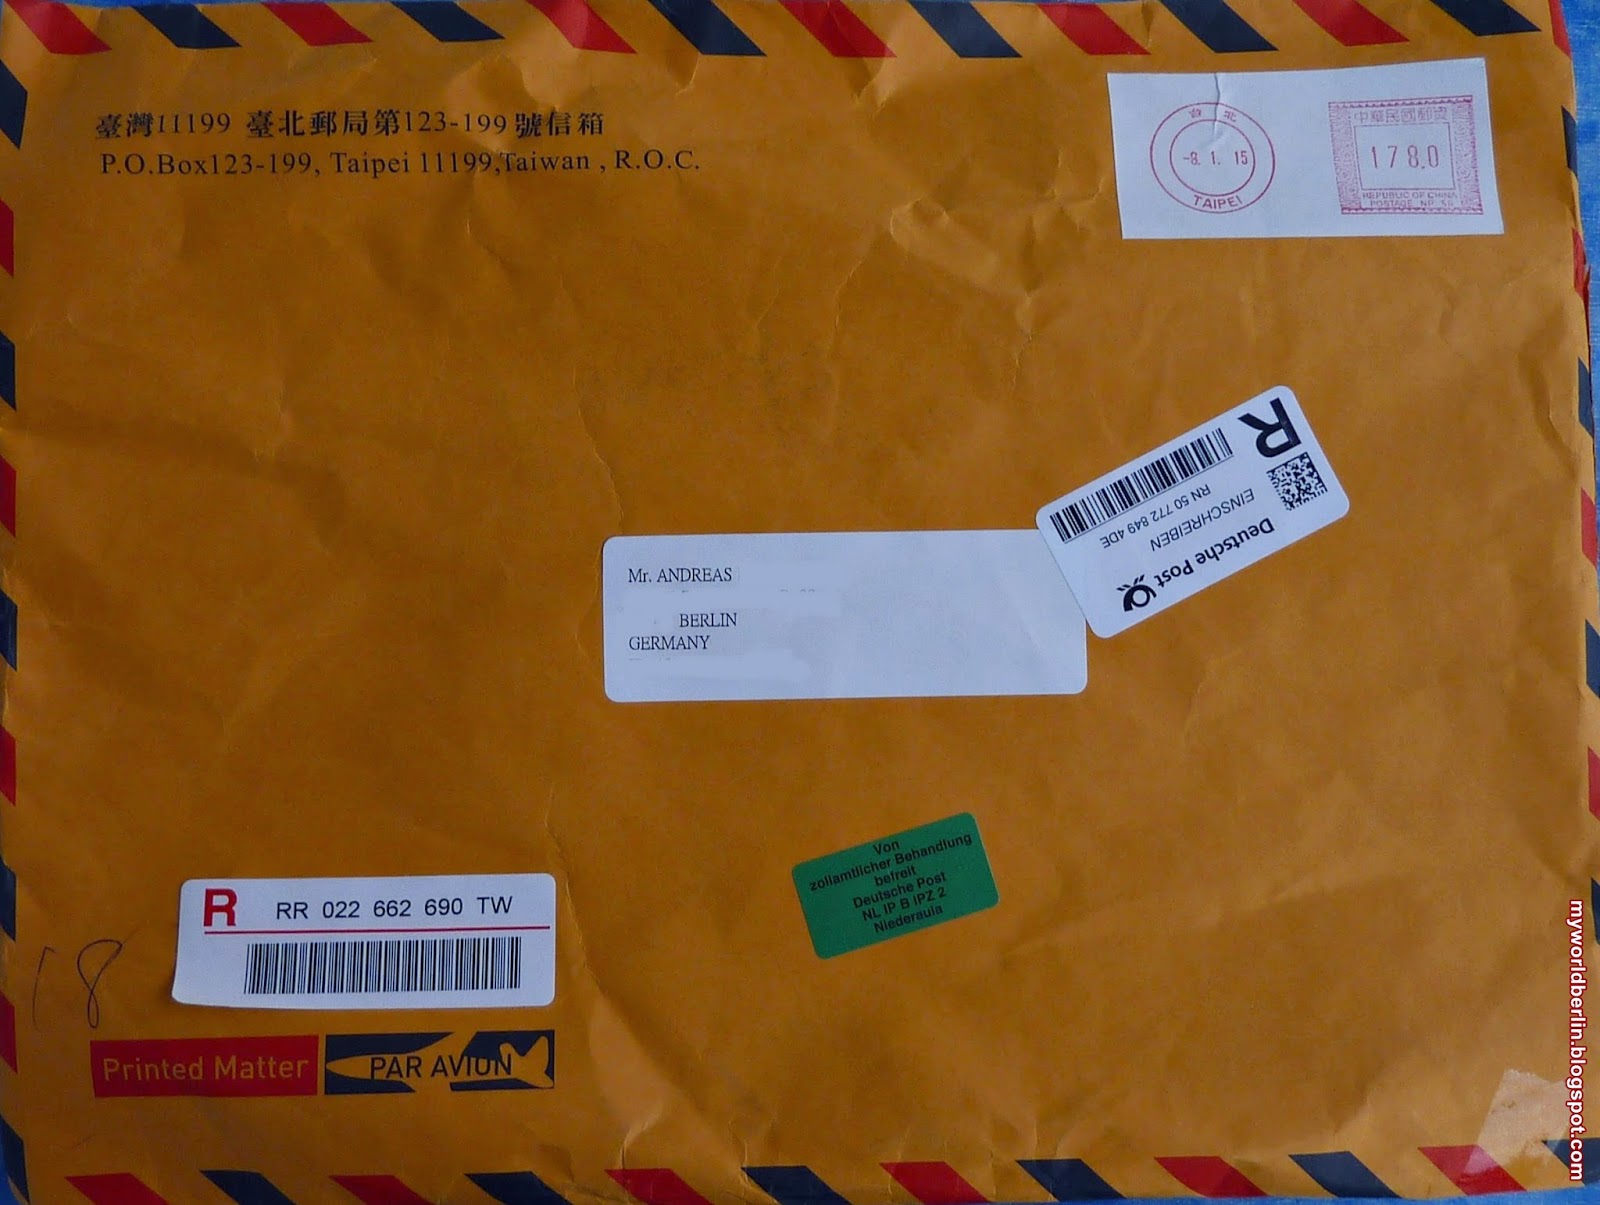 臺灣11199 臺北郵局第123-199號信箱
P.O.Box123-199, Taipei 11199,Taiwan , R.O.C.
臺 北
-8. 1. 15
TAIPEI
中華民國郵資
178.0
REPUBLIC OF CHINA
POSTAGE NP. 56
R
RN 50 772 849 4DE
EINSCHREIBEN
Deutsche Post
Mr. ANDREAS
BERLIN
GERMANY
Von
zollamtlicher Behandlung
befreit
Deutsche Post
NL IP B IPZ 2
Niederaula
R RR 022 662 690 TW
18
Printed Matter
PAR AVION
myworldberlin.blogspot.com